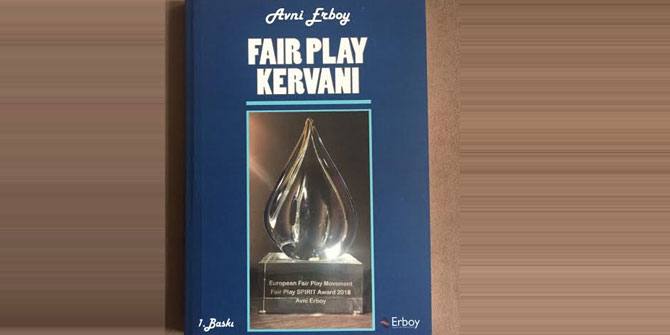 Avni Erboy
FAIR PLAY
KERVANI
European Fair Play Movement
Fair Play SPIRIT Award 2018
Avni Erboy
1. Baskı
Erboy